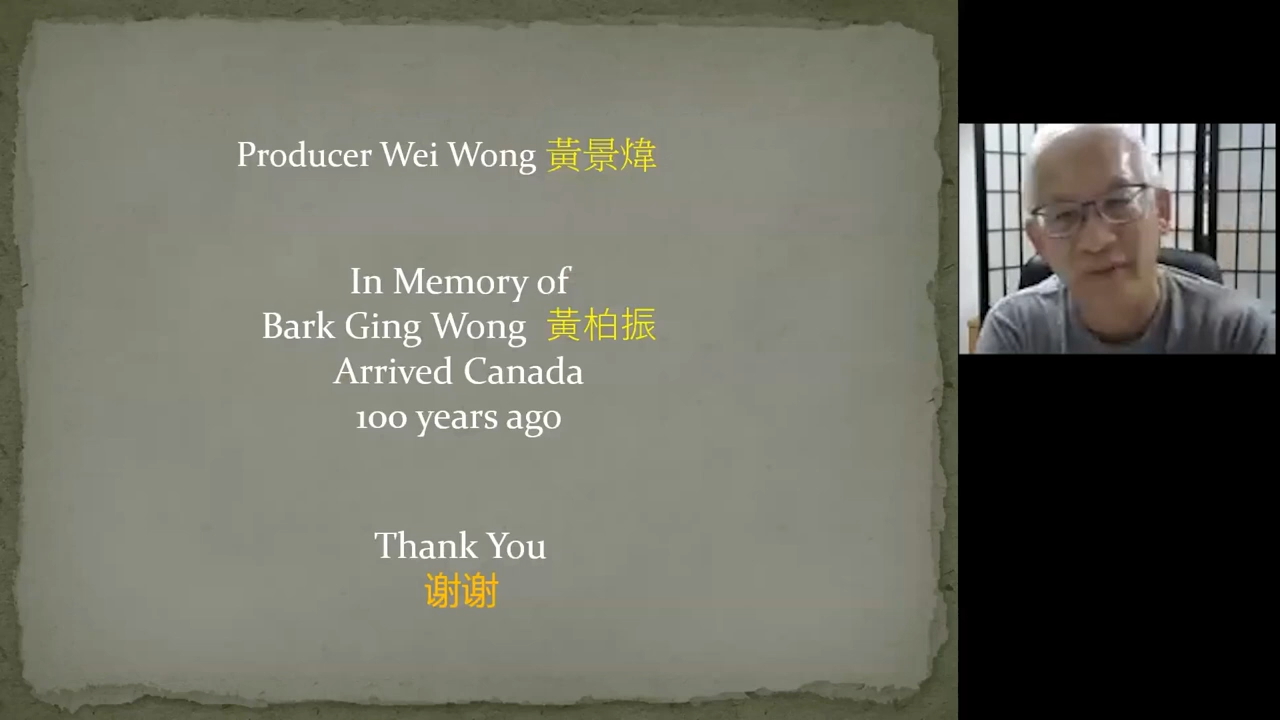 Producer Wei Wong 黃景煒
In Memory of
Bark Ging Wong 黃柏振
Arrived Canada
100 years ago
Thank You
谢谢